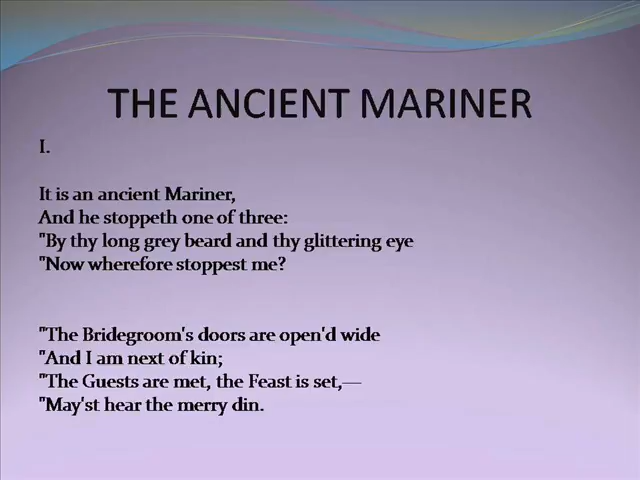 THE ANCIENT MARINER
I.
It is an ancient Mariner,
And he stoppeth one of three:
"By thy long grey beard and thy glittering eye
"Now wherefore stoppest me?
"The Bridegroom's doors are open'd wide
"And I am next of kin;
"The Guests are met, the Feast is set,—
"May'st hear the merry din.